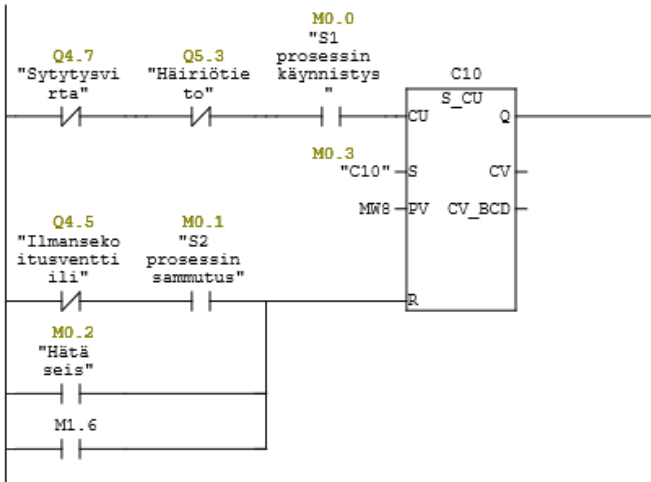 M0.0
"S1
prosessin
käynnistys
"
Q4.7
"Sytytysvi
rta"
Q5.3
"Häiriötie
to"
C10
S_CU
CU
Q
M0.3
"C10"
S
CV
MW8
PV
CV_BCD
Q4.5
"Ilmanseko
itusventti
ili"
M0.1
"S2
prosessin
sammutus"
R
M0.2
"Hätä
seis"
M1.6